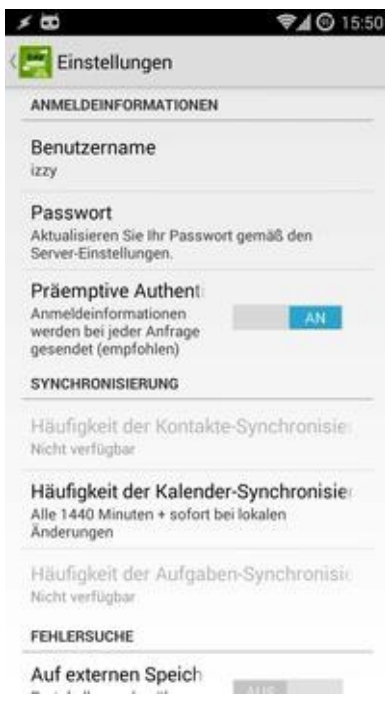 15:50
Einstellungen
ANMELDEINFORMATIONEN
Benutzername
izzy
Passwort
Aktualisieren Sie Ihr Passwort gemäß den
Server-Einstellungen.
Präemptive Authenti
Anmeldeinformationen
werden bei jeder Anfrage
gesendet (empfohlen)
AN
SYNCHRONISIERUNG
Häufigkeit der Kontakte-Synchronisie
Nicht verfügbar
Häufigkeit der Kalender-Synchronisier
Alle 1440 Minuten + sofort bei lokalen
Änderungen
Häufigkeit der Aufgaben-Synchronisie
Nicht verfügbar
FEHLERSUCHE
Auf externen Speich
AUS